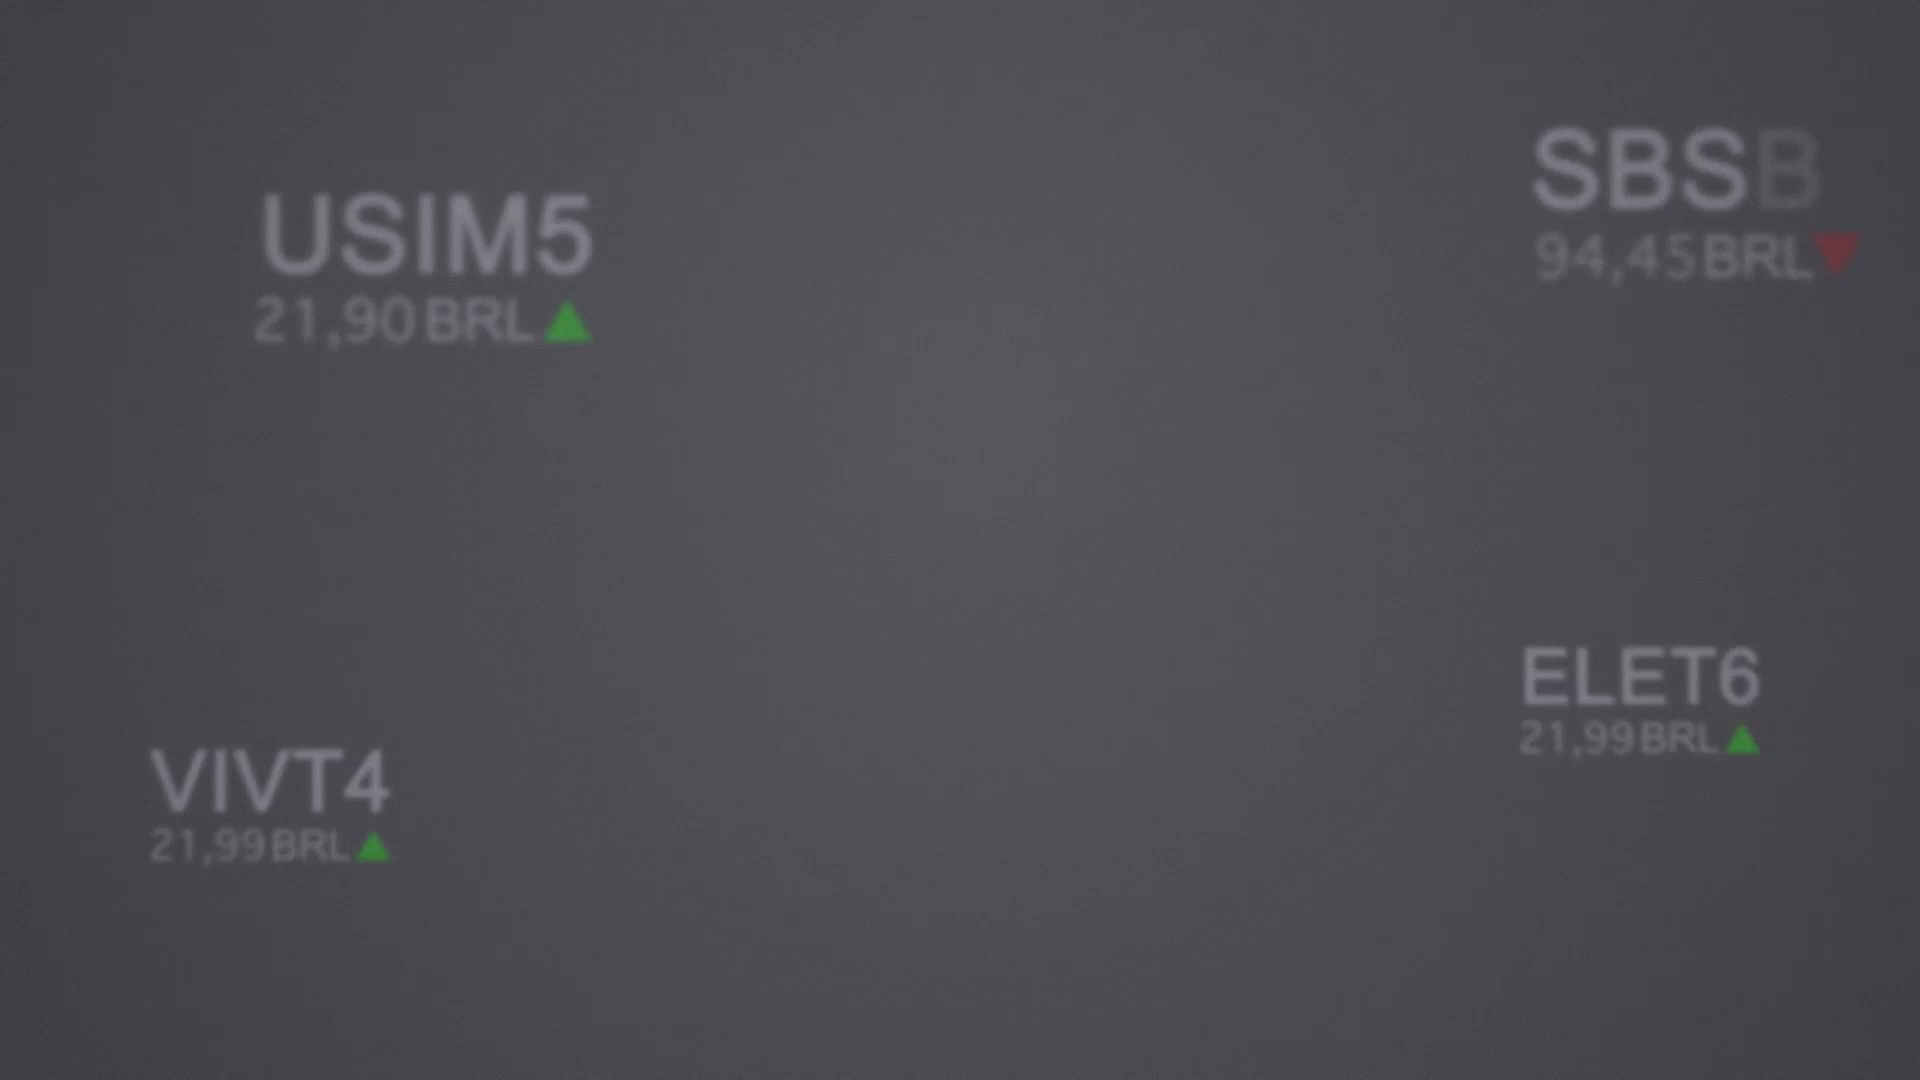 USIM5
21,90 BRL
SBSB
94,45 BRL
ELET6
21,99 BRL
VIVT4
21,99 BRL